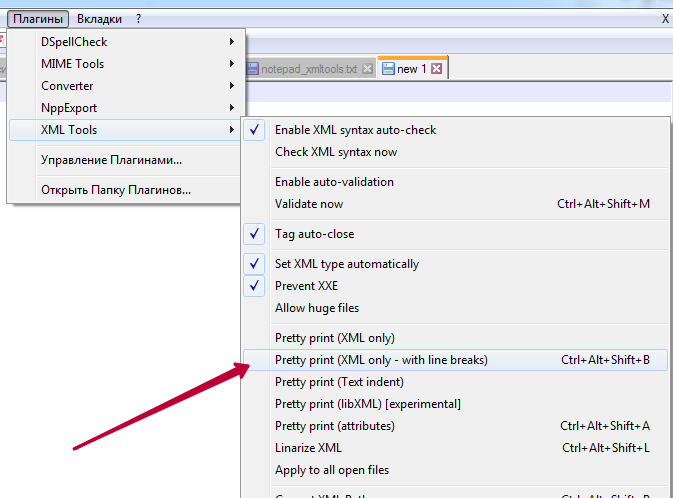 Плагины Вкладки ? X
DSpellCheck
MIME Tools
Converter
NppExport
XML Tools
Управление Плагинами...
Открыть Папку Плагинов...
notepad_xmltools.txt new 1
Enable XML syntax auto-check
Check XML syntax now
Enable auto-validation
Validate now Ctrl+Alt+Shift+M
Tag auto-close
Set XML type automatically
Prevent XXE
Allow huge files
Pretty print (XML only)
Pretty print (XML only - with line breaks) Ctrl+Alt+Shift+B
Pretty print (Text indent)
Pretty print (libXML) [experimental]
Pretty print (attributes) Ctrl+Alt+Shift+A
Linarize XML Ctrl+Alt+Shift+L
Apply to all open files